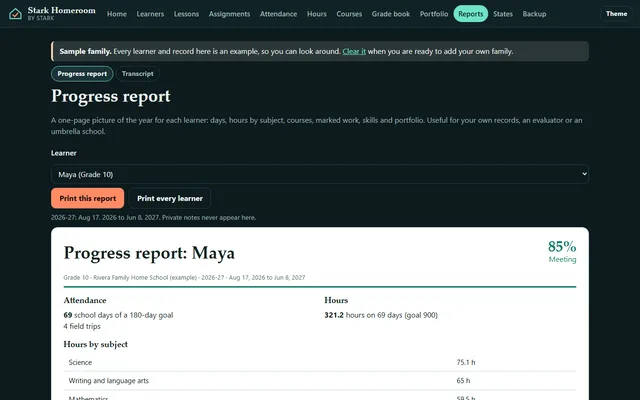 Stark Homeroom
BY STARK
Home Learners Lessons Assignments Attendance Hours Courses Grade book Portfolio Reports States Backup
Theme
Sample family. Every learner and record here is an example, so you can look around. Clear it when you are ready to add your own family.
Progress report Transcript
Progress report
A one-page picture of the year for each learner: days, hours by subject, courses, marked work, skills and portfolio. Useful for your own records, an evaluator or an
umbrella school.
Learner
Maya (Grade 10)
Print this report Print every learner
2026-27: Aug 17, 2026 to Jun 8, 2027. Private notes never appear here.
Progress report: Maya
85%
Meeting
Grade 10 · Rivera Family Home School (example) · 2026-27 · Aug 17, 2026 to Jun 8, 2027
Attendance Hours
69 school days of a 180-day goal 321.2 hours on 69 days (goal 900)
4 field trips
Hours by subject
Science 75.1 h
Writing and language arts 65 h
Mathematics 59.5 h